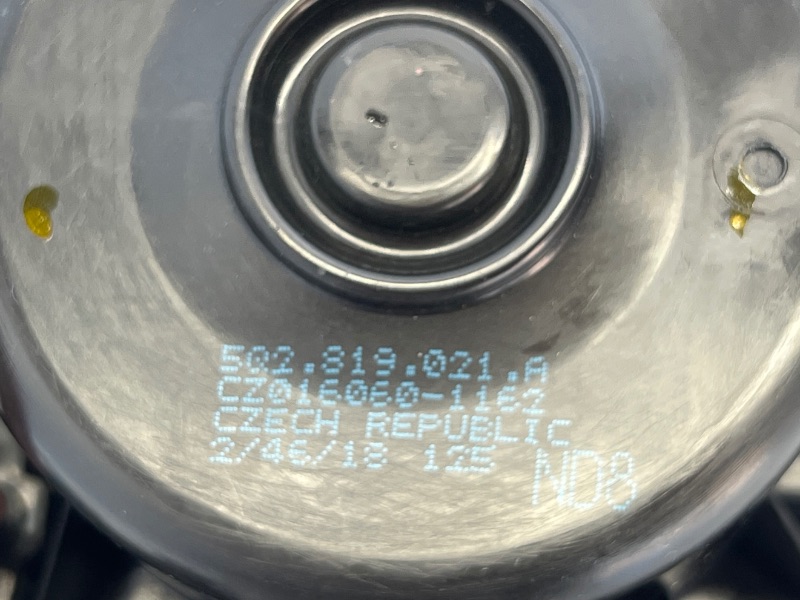 5Q2.819.021.A
CZ016060-1162
CZECH REPUBLIC
2/46/18 125
ND8